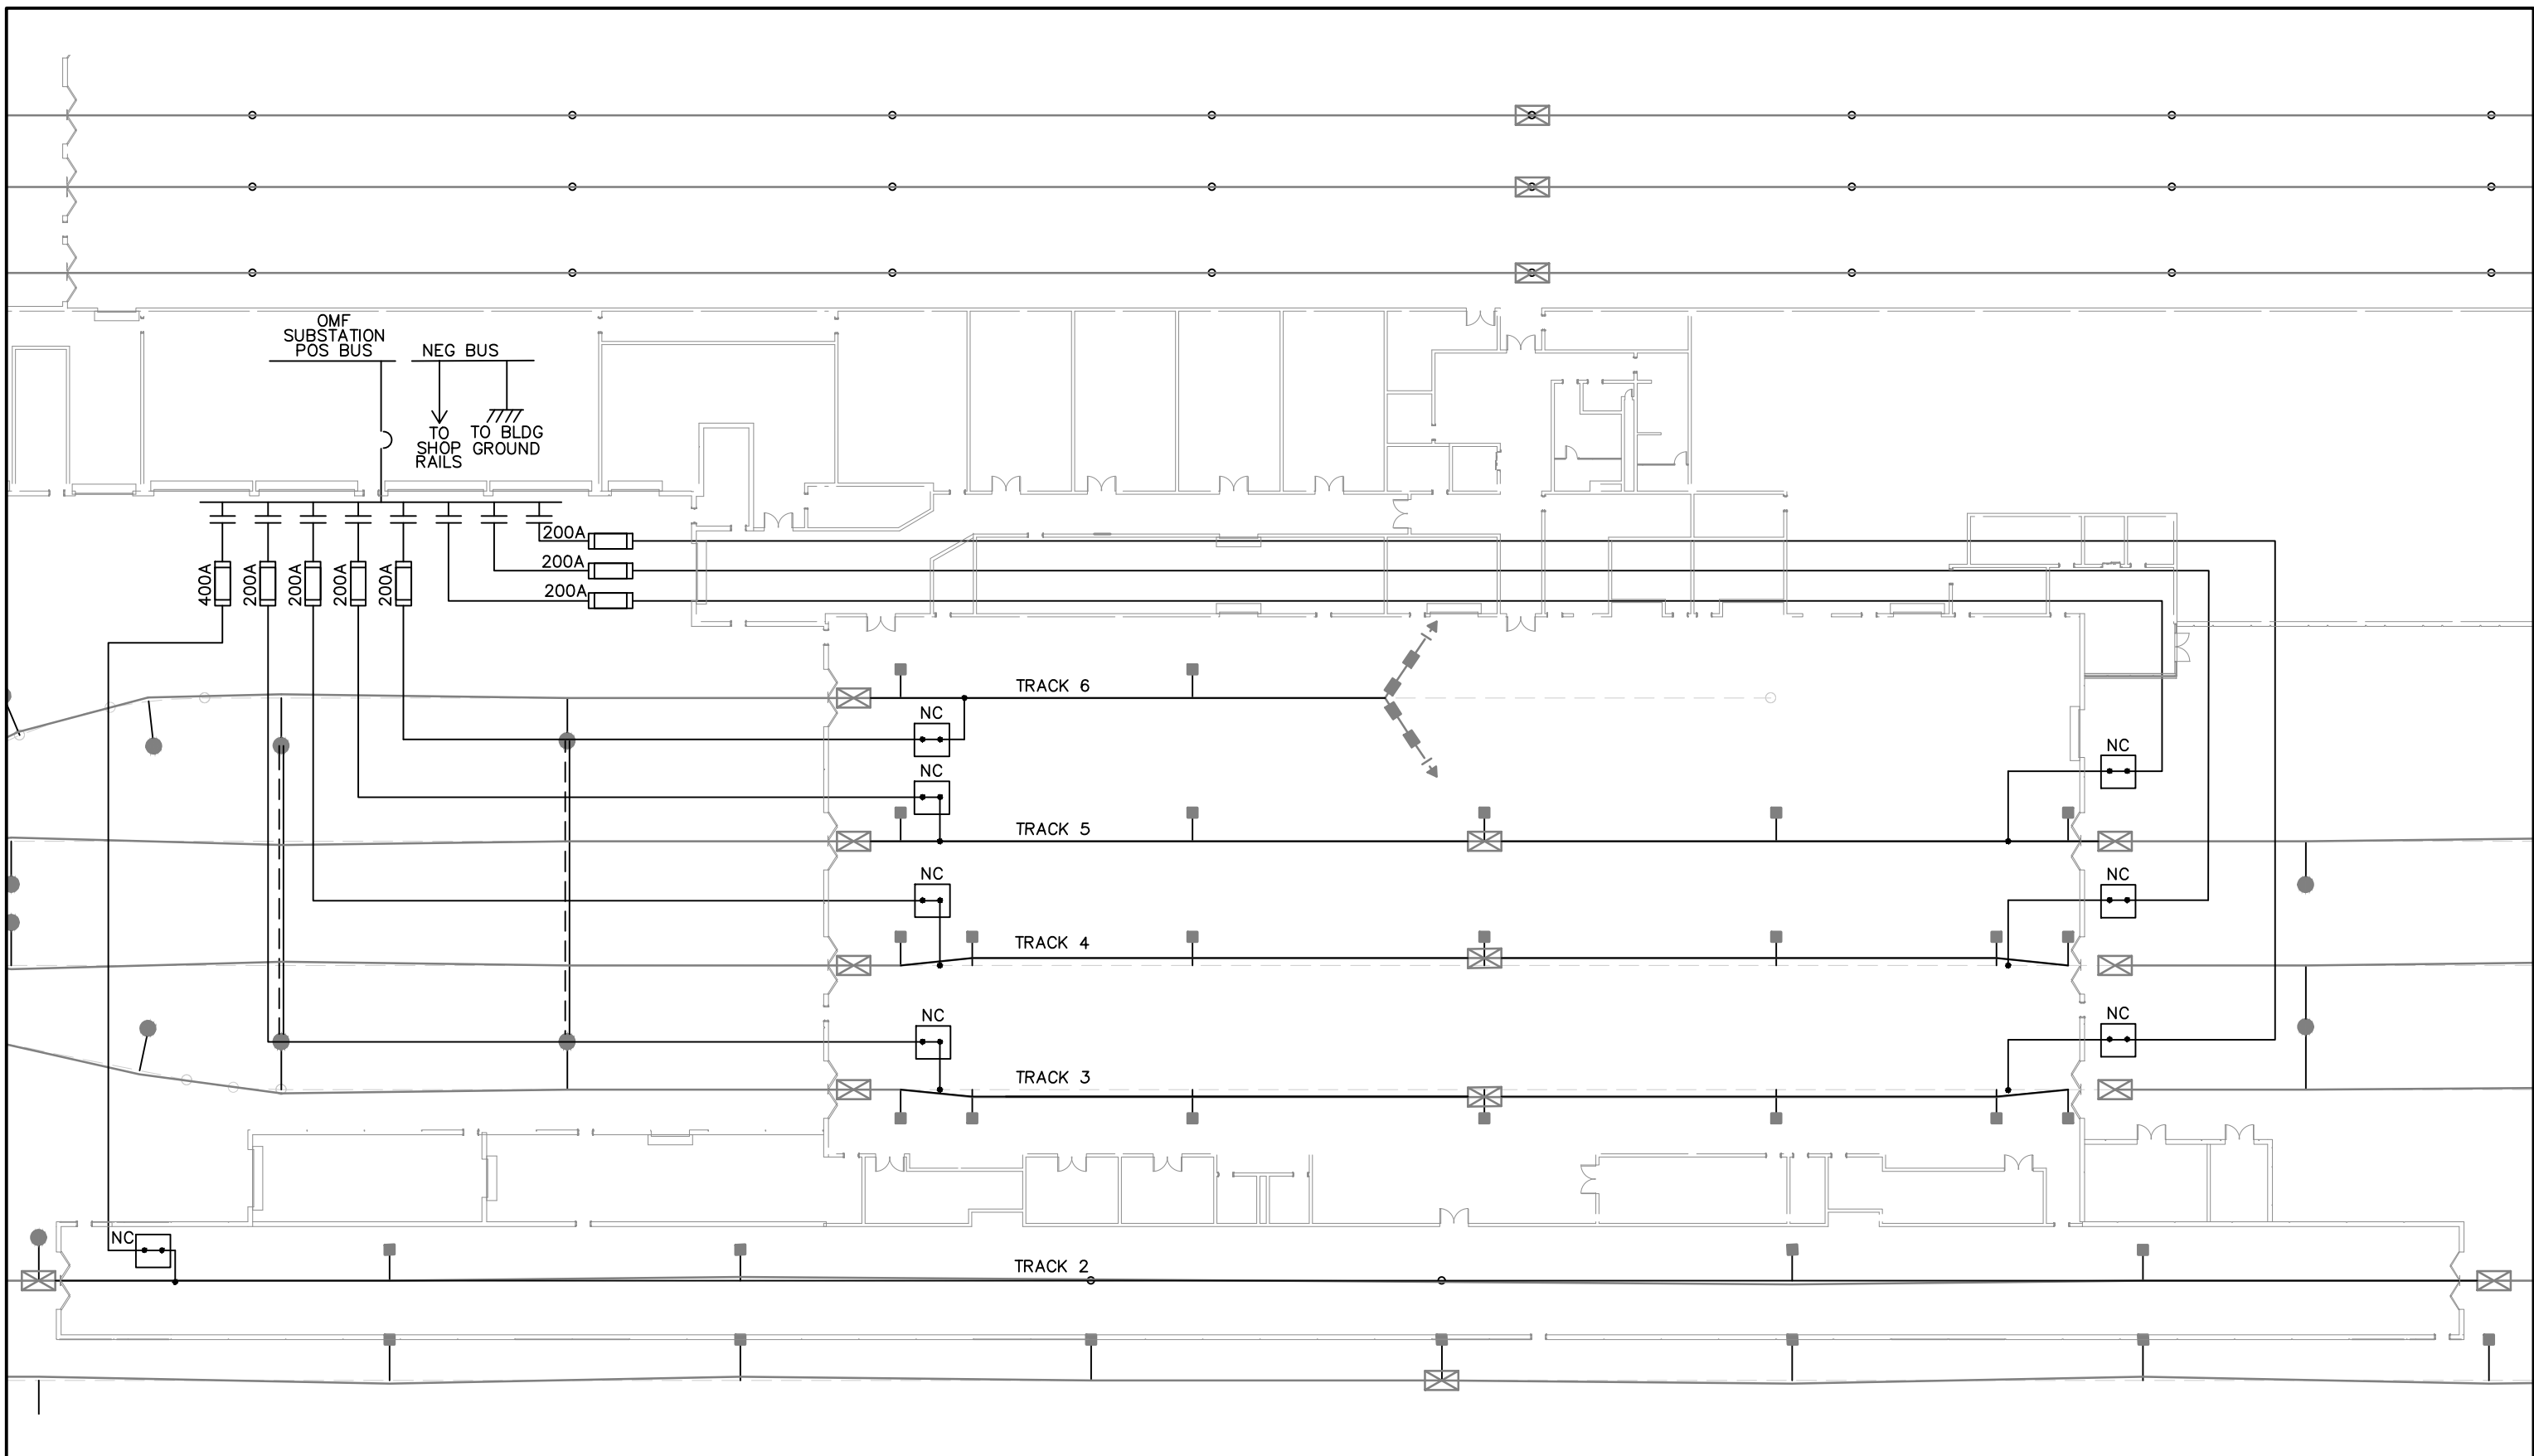 OMF
SUBSTATION
POS BUS
NEG BUS
TO
SHOP
RAILS
TO BLDG
GROUND
200A
200A
200A
400A
200A
200A
200A
200A
TRACK 6
NC
NC
NC
TRACK 5
NC
NC
TRACK 4
NC
NC
TRACK 3
NC
TRACK 2